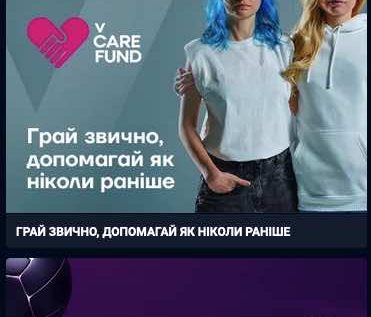 V
CARE
FUND
Грай звично,
допомагай як
ніколи раніше
ГРАЙ ЗВИЧНО, ДОПОМАГАЙ ЯК НІКОЛИ РАНІШЕ